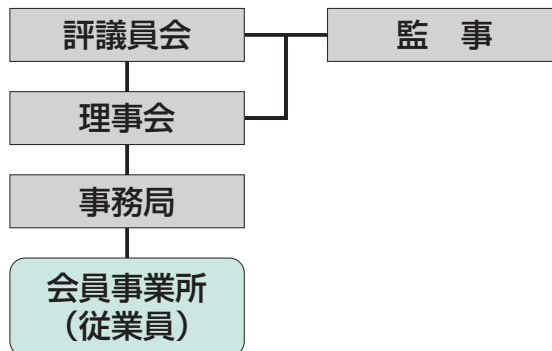 評議員会
監　事
理事会
事務局
会員事業所
（従業員）